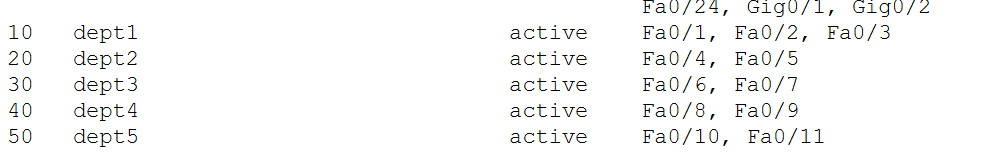 Fa0/24, Gig0/1, Gig0/2
10 dept1 active Fa0/1, Fa0/2, Fa0/3
20 dept2 active Fa0/4, Fa0/5
30 dept3 active Fa0/6, Fa0/7
40 dept4 active Fa0/8, Fa0/9
50 dept5 active Fa0/10, Fa0/11